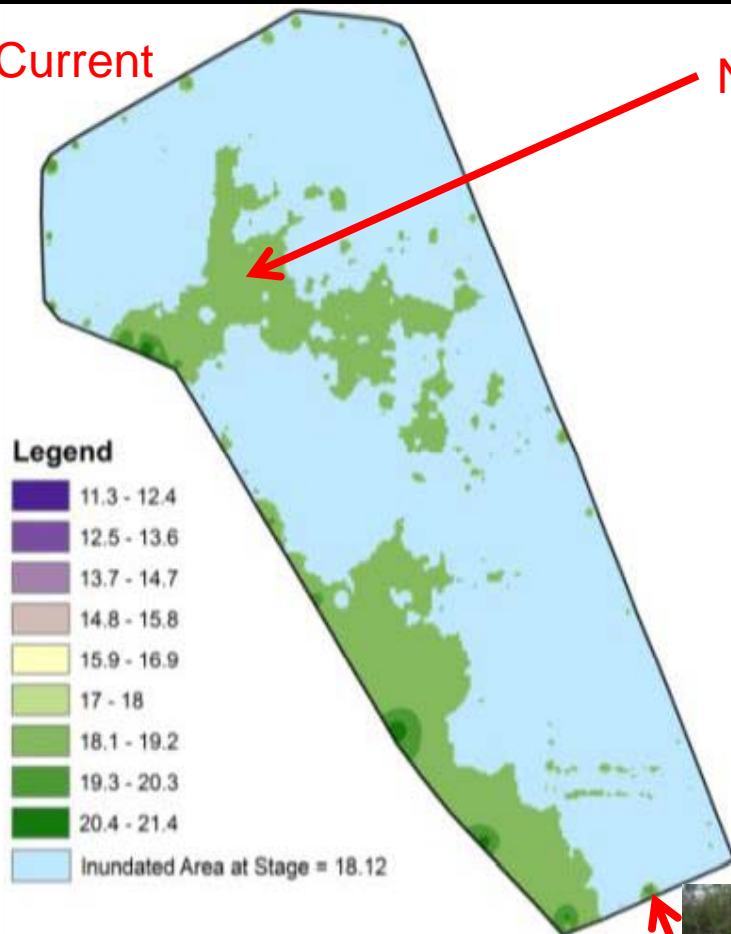 Current
Legend
11.3 - 12.4
12.5 - 13.6
13.7 - 14.7
14.8 - 15.8
15.9 - 16.9
17 - 18
18.1 - 19.2
19.3 - 20.3
20.4 - 21.4
Inundated Area at Stage = 18.12